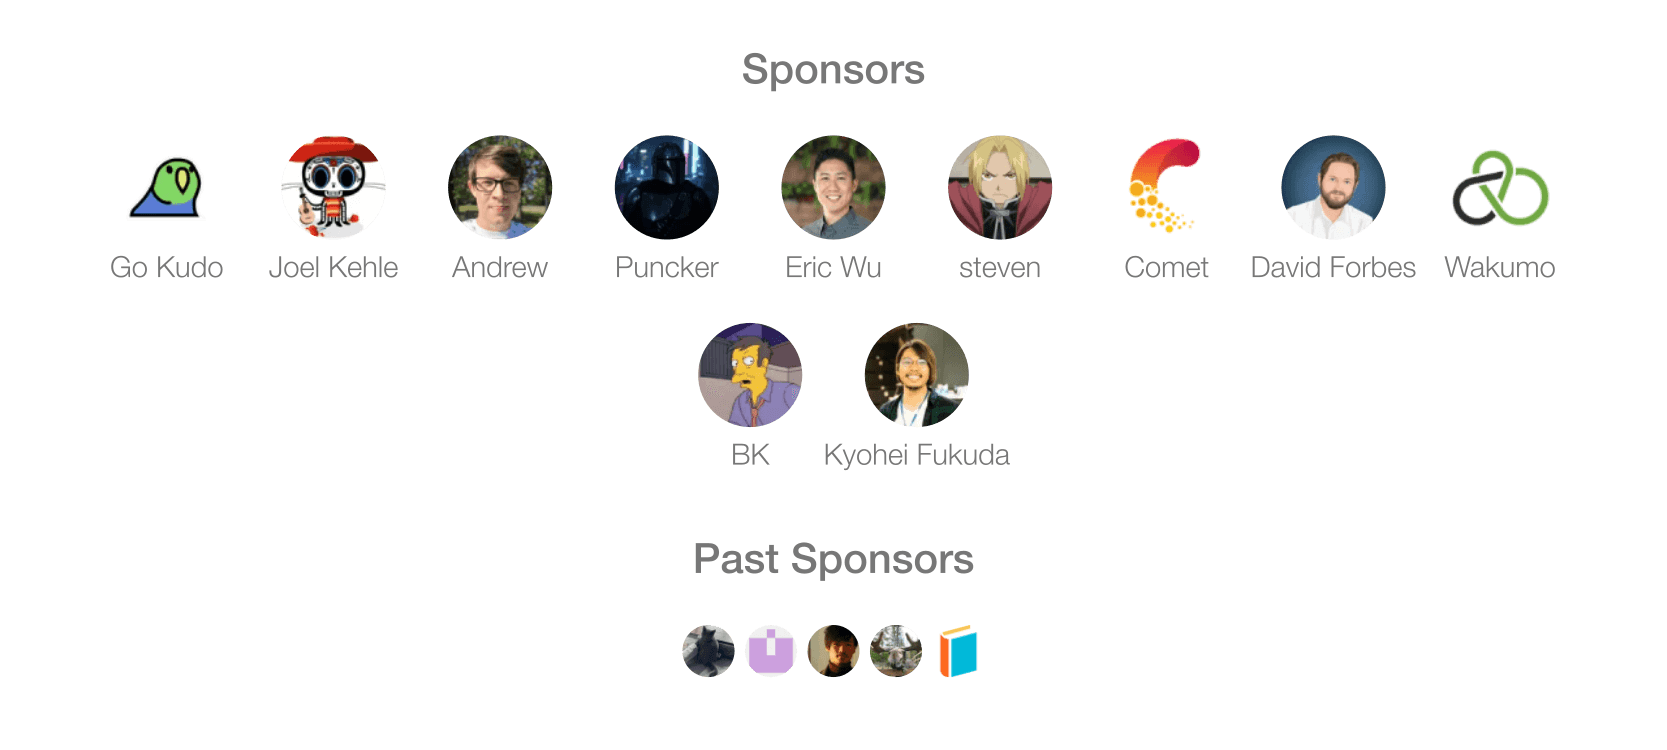 Sponsors
Go Kudo Joel Kehle Andrew Puncker Eric Wu steven Comet David Forbes Wakumo
BK Kyohei Fukuda
Past Sponsors